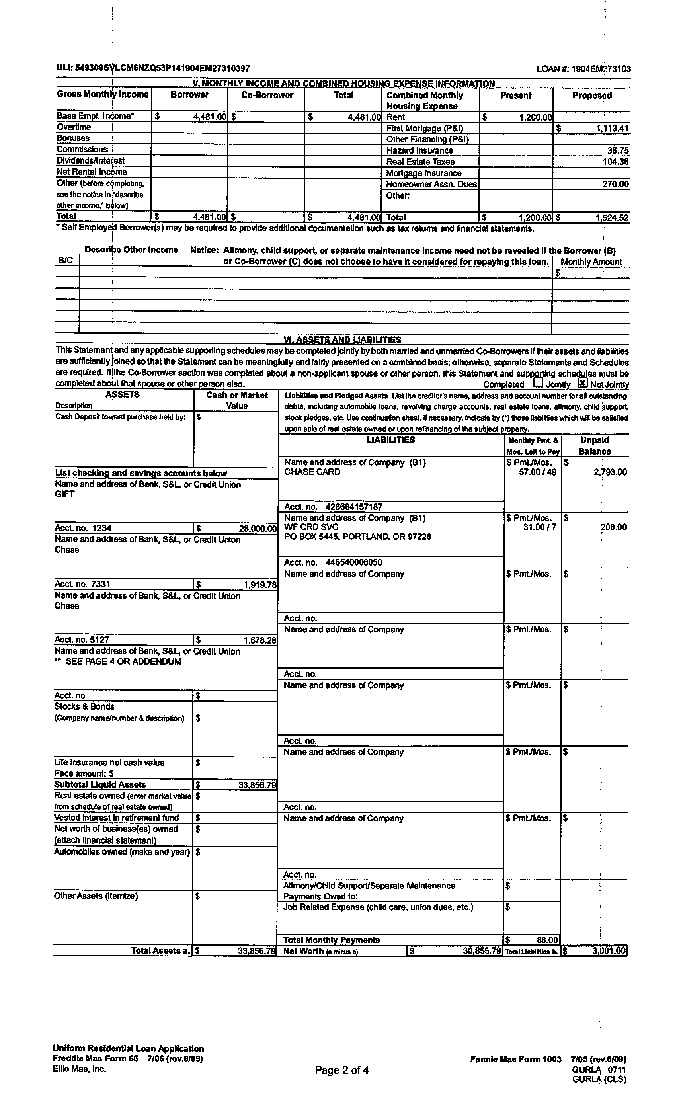 ULI: 5493005VLCM6NZQ53P141904EM27310397 LOAN #: 1904EM273103
V. MONTHLY INCOME AND COMBINED HOUSING EXPENSE INFORMATION
Gross Monthly Income Borrower Co-Borrower Total Combined Monthly Housing Expense Present Proposed
Base Empl. Income* $ 4,481.00 $ $ 4,481.00 Rent $ 1,200.00
Overtime First Mortgage (P&I) $ 1,113.41
Bonuses Other Financing (P&I)
Commissions Hazard Insurance 36.75
Dividends/Interest Real Estate Taxes 104.36
Net Rental Income Mortgage Insurance
Other (before completing, Homeowner Assn. Dues 270.00
see the notice in "describe Other:
other income," below)
Total $ 4,481.00 $ $ 4,481.00 Total $ 1,200.00 $ 1,524.52
* Self Employed Borrower(s) may be required to provide additional documentation such as tax returns and financial statements.
Describe Other Income Notice: Alimony, child support, or separate maintenance income need not be revealed if the Borrower (B)
B/C or Co-Borrower (C) does not choose to have it considered for repaying this loan. Monthly Amount
$
VI. ASSETS AND LIABILITIES
This Statement and any applicable supporting schedules may be completed jointly by both married and unmarried Co-Borrowers if their assets and liabilities
are sufficiently joined so that the Statement can be meaningfully and fairly presented on a combined basis; otherwise, separate Statements and Schedules
are required. If the Co-Borrower section was completed about a non-applicant spouse or other person, this Statement and supporting schedules must be
completed about that spouse or other person also. Completed Jointly X Not Jointly
ASSETS Cash or Market Value
Description
Cash Deposit toward purchase held by: $
List checking and savings accounts below
Name and address of Bank, S&L, or Credit Union
GIFT
Acct. no. 1234 $ 28,000.00
Name and address of Bank, S&L, or Credit Union
Chase
Acct. no. 7331 $ 1,919.78
Name and address of Bank, S&L, or Credit Union
Chase
Acct. no. 5127 $ 1,678.28
Name and address of Bank, S&L, or Credit Union
** SEE PAGE 4 OR ADDENDUM
Acct. no $
Stocks & Bonds
(Company name/number & description) $
Life insurance net cash value $
Face amount: $
Subtotal Liquid Assets $ 33,856.79
Real estate owned (enter market value $
from schedule of real estate owned)
Vested interest in retirement fund $
Net worth of business(es) owned $
(attach financial statement)
Automobiles owned (make and year) $
Other Assets (itemize) $
Total Assets a. $ 33,856.79
Liabilities and Pledged Assets. List the creditor's name, address and account number for all outstanding
debts, including automobile loans, revolving charge accounts, real estate loans, alimony, child support,
stock pledges, etc. Use continuation sheet, if necessary. Indicate by (*) those liabilities which will be satisfied
upon sale of real estate owned or upon refinancing of the subject property.
LIABILITIES Monthly Pmt. & Mos. Left to Pay Unpaid Balance
Name and address of Company (B1) $ Pmt./Mos. $
CHASE CARD 57.00 / 49 2,793.00
Acct. no. 426684157187
Name and address of Company (B1) $ Pmt./Mos. $
WF CRD SVC 31.00 / 7 208.00
PO BOX 5445, PORTLAND, OR 97228
Acct. no. 446540006050
Name and address of Company $ Pmt./Mos. $
Acct. no.
Name and address of Company $ Pmt./Mos. $
Acct. no.
Name and address of Company $ Pmt./Mos. $
Acct. no.
Name and address of Company $ Pmt./Mos. $
Acct. no.
Name and address of Company $ Pmt./Mos. $
Acct. no.
Alimony/Child Support/Separate Maintenance $
Payments Owed to:
Job Related Expense (child care, union dues, etc.) $
Total Monthly Payments $ 88.00
Net Worth (a minus b) $ 30,855.79 Total Liabilities b. $ 3,001.00
Uniform Residential Loan Application
Freddie Mac Form 65 7/05 (rev.6/09)
Ellie Mae, Inc.
Page 2 of 4
Fannie Mae Form 1003 7/05 (rev.6/09)
GURLA 0711
GURLA (CLS)